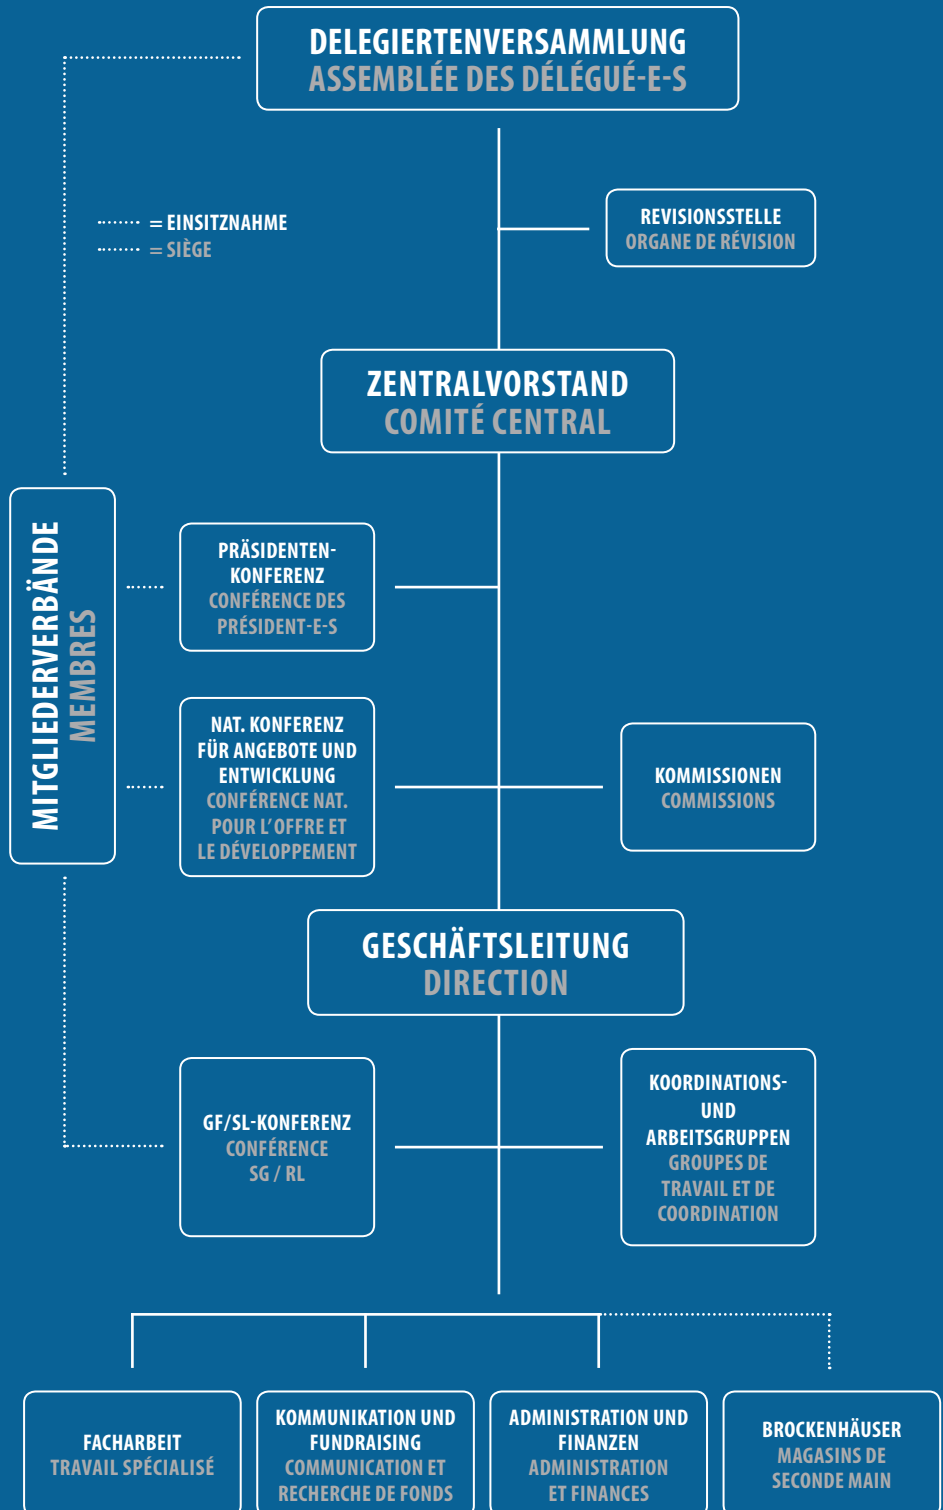 DELEGIERTENVERSAMMLUNG
ASSEMBLÉE DES DÉLÉGUÉ-E-S
= EINSITZNAHME
= SIÈGE
REVISIONSSTELLE
ORGANE DE RÉVISION
ZENTRALVORSTAND
COMITÉ CENTRAL
MITGLIEDERVERBÄNDE
MEMBRES
PRÄSIDENTEN-
KONFERENZ
CONFÉRENCE DES
PRÉSIDENT-E-S
NAT. KONFERENZ
FÜR ANGEBOTE UND
ENTWICKLUNG
CONFÉRENCE NAT.
POUR L'OFFRE ET
LE DÉVELOPPEMENT
KOMMISSIONEN
COMMISSIONS
GESCHÄFTSLEITUNG
DIRECTION
GF/SL-KONFERENZ
CONFÉRENCE
SG / RL
KOORDINATIONS-
UND
ARBEITSGRUPPEN
GROUPES DE
TRAVAIL ET DE
COORDINATION
FACHARBEIT
TRAVAIL SPÉCIALISÉ
KOMMUNIKATION UND
FUNDRAISING
COMMUNICATION ET
RECHERCHE DE FONDS
ADMINISTRATION UND
FINANZEN
ADMINISTRATION
ET FINANCES
BROCKENHÄUSER
MAGASINS DE
SECONDE MAIN